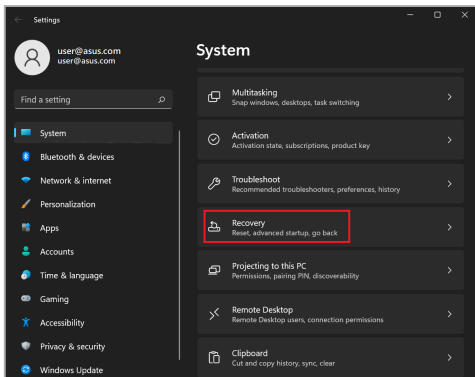 Settings
user@asus.com
user@asus.com
Find a setting
System
Bluetooth & devices
Network & internet
Personalization
Apps
Accounts
Time & language
Gaming
Accessibility
Privacy & security
Windows Update
System
Multitasking
Snap windows, desktops, task switching
Activation
Activation state, subscriptions, product key
Troubleshoot
Recommended troubleshooters, preferences, history
Recovery
Reset, advanced startup, go back
Projecting to this PC
Permissions, pairing PIN, discoverability
Remote Desktop
Remote Desktop users, connection permissions
Clipboard
Cut and copy history, sync, clear